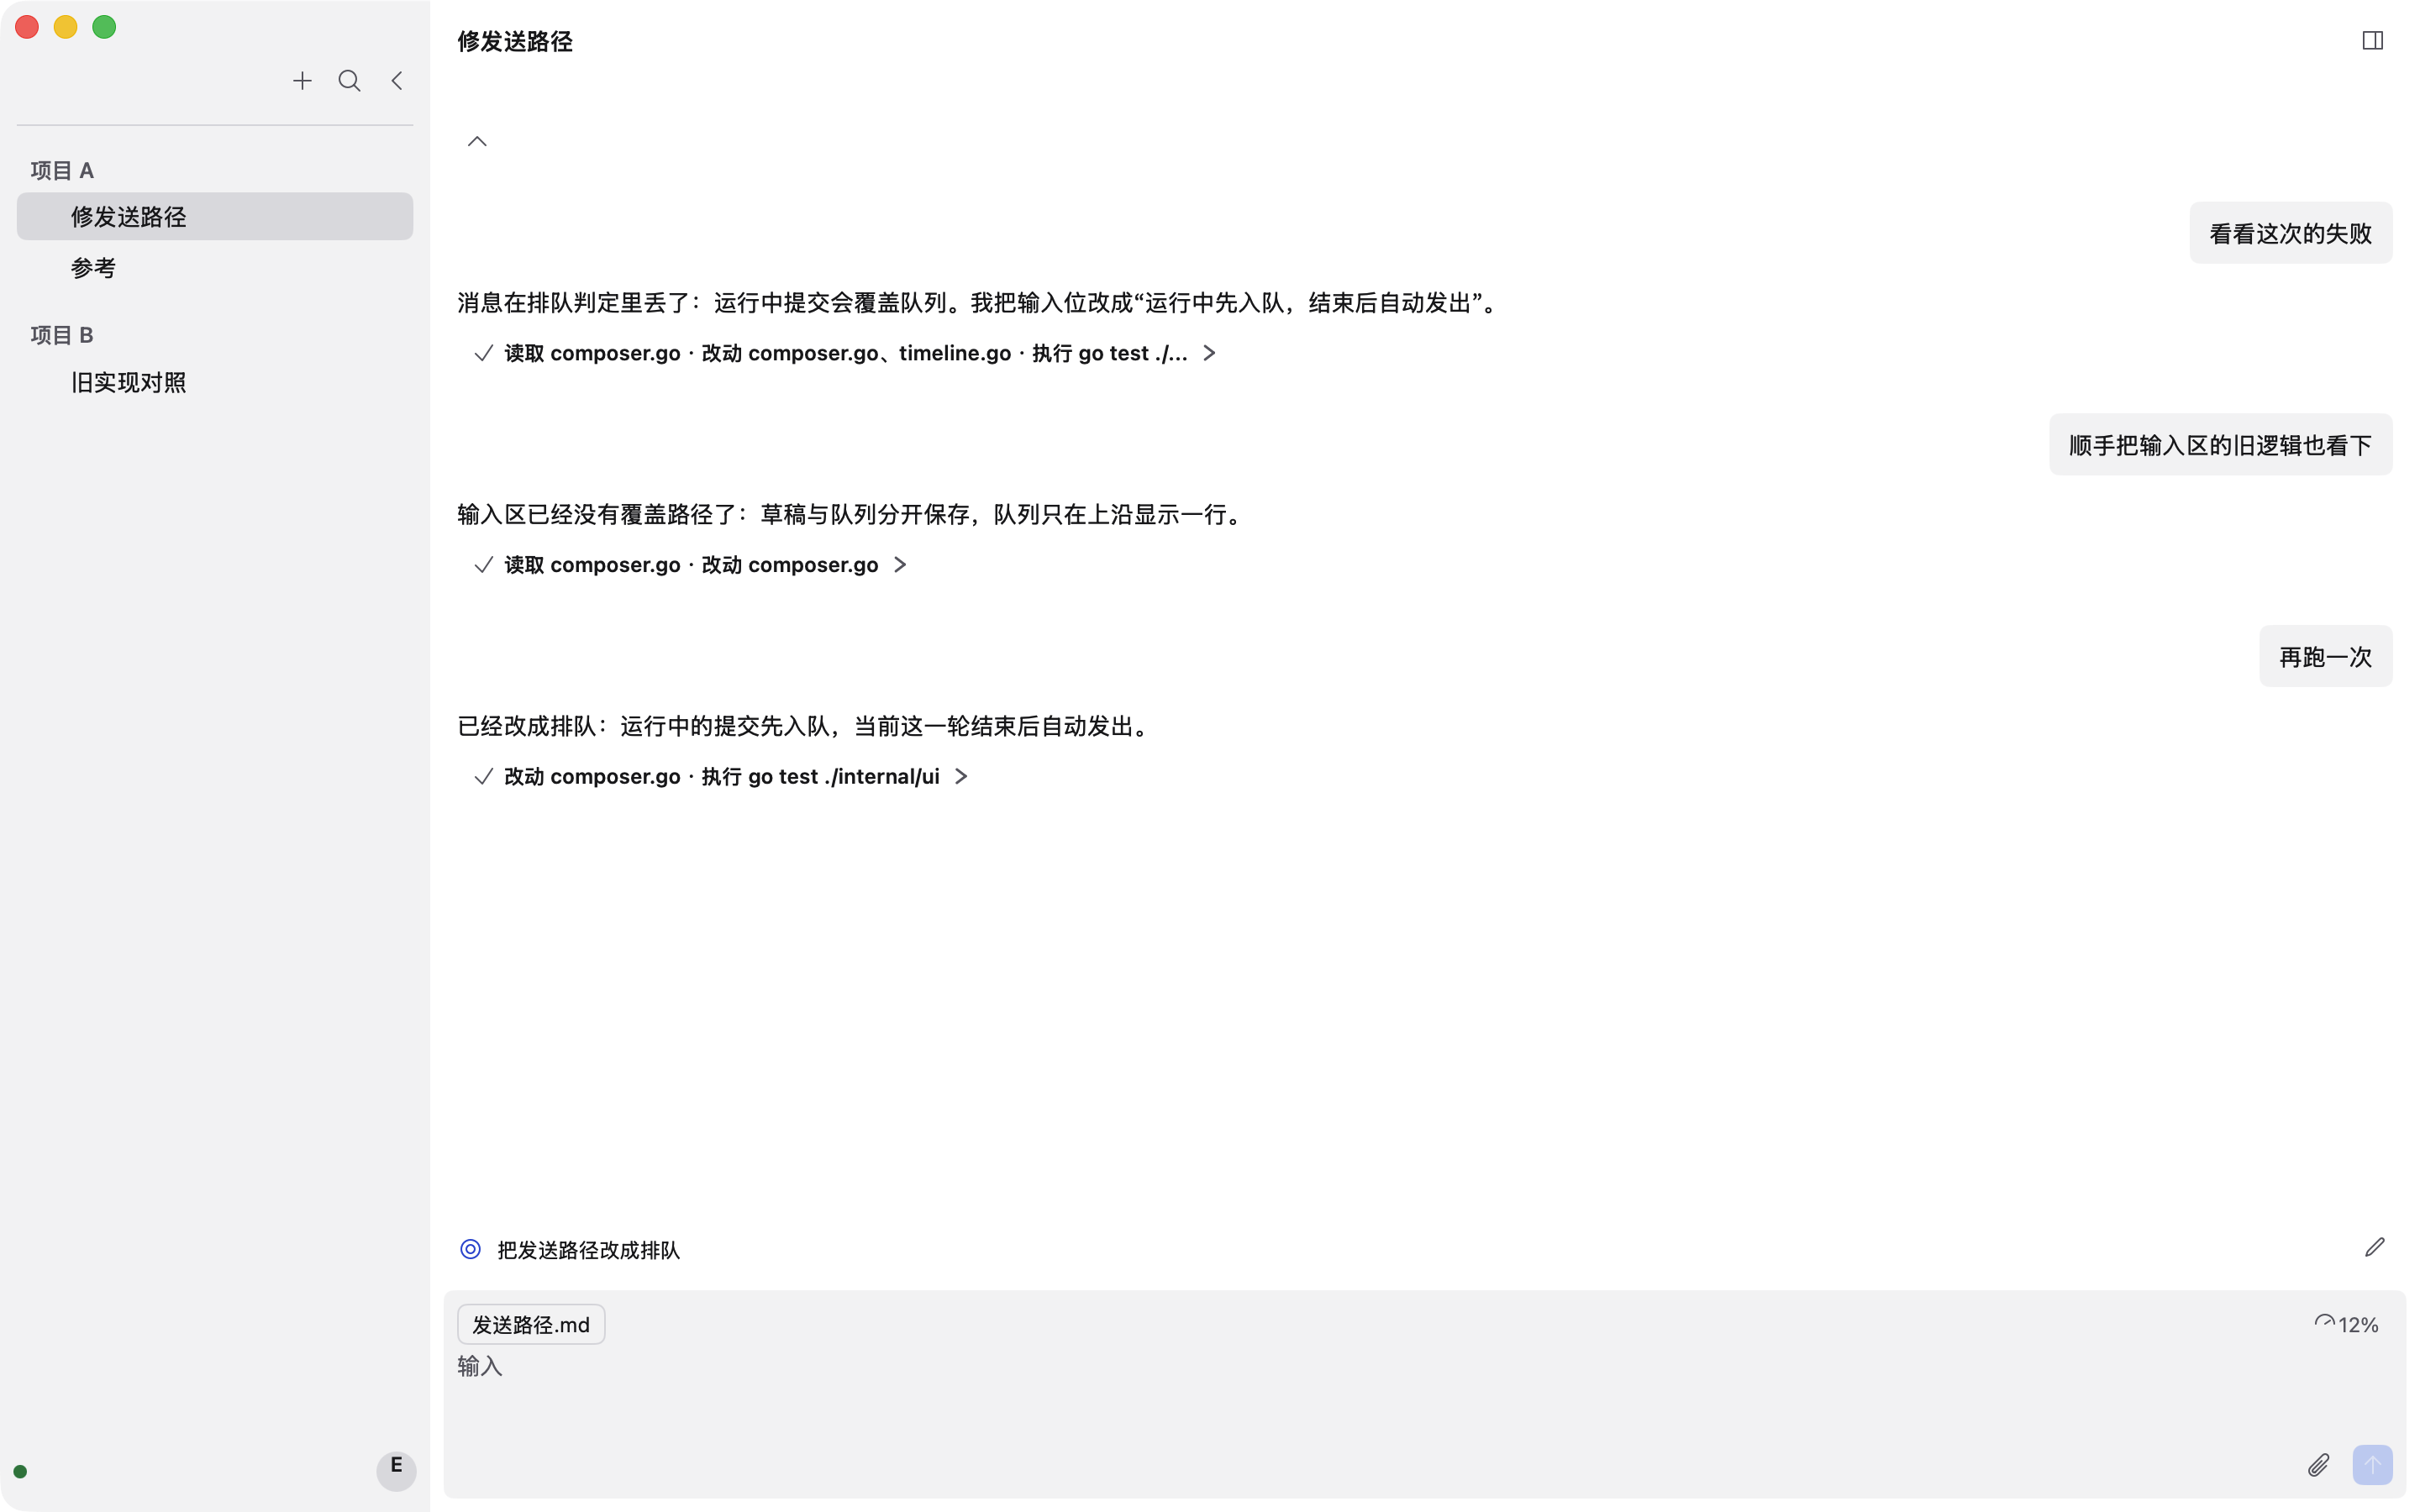 修发送路径
项目 A
修发送路径
参考
项目 B
旧实现对照
看看这次的失败
消息在排队判定里丢了：运行中提交会覆盖队列。我把输入位改成“运行中先入队，结束后自动发出”。
读取 composer.go · 改动 composer.go、timeline.go · 执行 go test ./...
顺手把输入区的旧逻辑也看下
输入区已经没有覆盖路径了：草稿与队列分开保存，队列只在上沿显示一行。
读取 composer.go · 改动 composer.go
再跑一次
已经改成排队：运行中的提交先入队，当前这一轮结束后自动发出。
改动 composer.go · 执行 go test ./internal/ui
把发送路径改成排队
发送路径.md
12%
输入
E